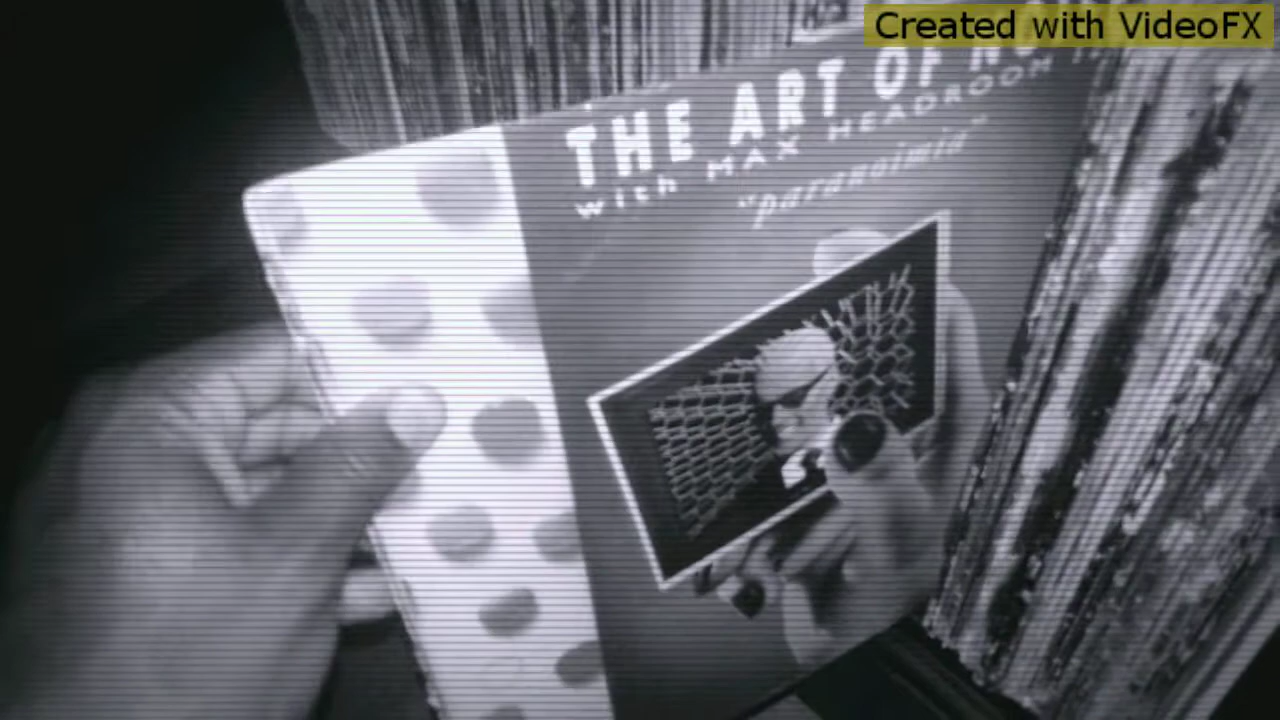 Created with VideoFX
THE ART OF
with MAX HEADROOM
"paranoimia"